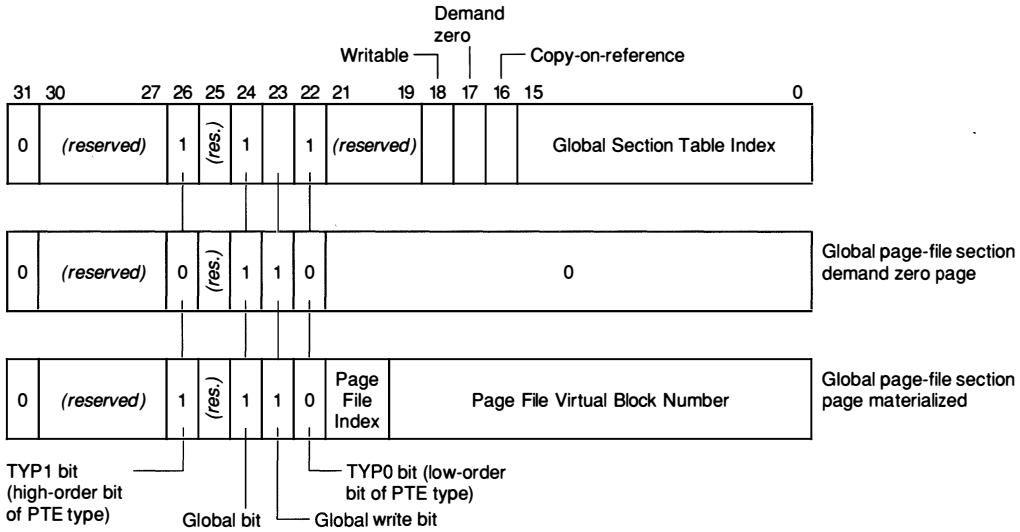 Demand
zero
Writable
Copy-on-reference
31 30 27 26 25 24 23 22 21 19 18 17 16 15 0
0 (reserved) 1 (res.) 1 1 (reserved) Global Section Table Index
0 (reserved) 0 (res.) 1 1 0 0
Global page-file section
demand zero page
0 (reserved) 1 (res.) 1 1 0 Page File Index Page File Virtual Block Number
Global page-file section
page materialized
TYP1 bit
(high-order bit
of PTE type)
Global bit
Global write bit
TYP0 bit (low-order
bit of PTE type)